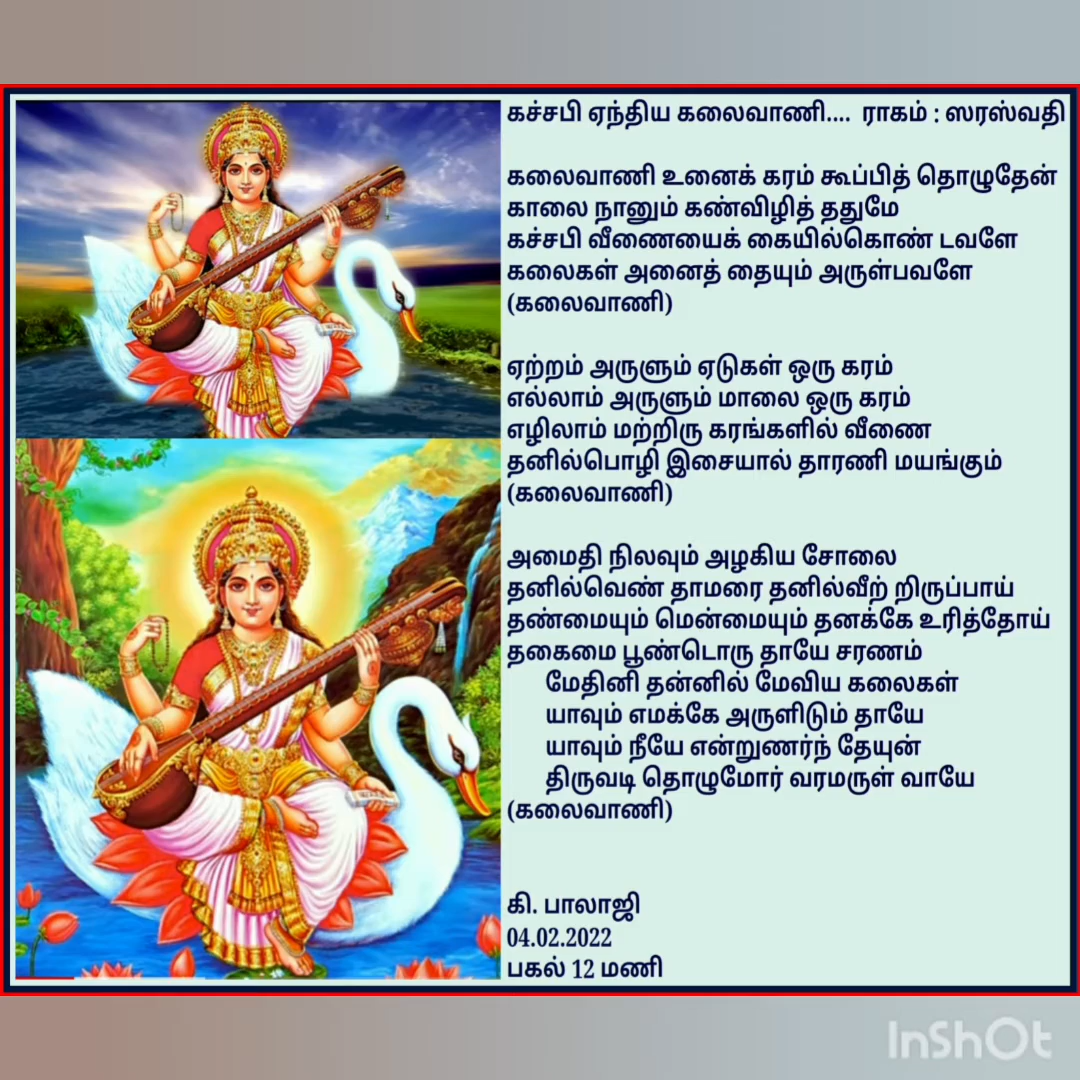 கச்சபி ஏந்திய கலைவாணி.... ராகம் : ஸரஸ்வதி
கலைவாணி உனைக் கரம் கூப்பித் தொழுதேன்
காலை நானும் கண்விழித் ததுமே
கச்சபி வீணையைக் கையில்கொண் டவளே
கலைகள் அனைத் தையும் அருள்பவளே
(கலைவாணி)
ஏற்றம் அருளும் ஏடுகள் ஒரு கரம்
எல்லாம் அருளும் மாலை ஒரு கரம்
எழிலாம் மற்றிரு கரங்களில் வீணை
தனில்பொழி இசையால் தாரணி மயங்கும்
(கலைவாணி)
அமைதி நிலவும் அழகிய சோலை
தனில்வெண் தாமரை தனில்வீற் றிருப்பாய்
தண்மையும் மென்மையும் தனக்கே உரித்தோய்
தகைமை பூண்டொரு தாயே சரணம்
மேதினி தன்னில் மேவிய கலைகள்
யாவும் எமக்கே அருளிடும் தாயே
யாவும் நீயே என்றுணர்ந் தேயுன்
திருவடி தொழுமோர் வரமருள் வாயே
(கலைவாணி)
கி. பாலாஜி
04.02.2022
பகல் 12 மணி
InShOt